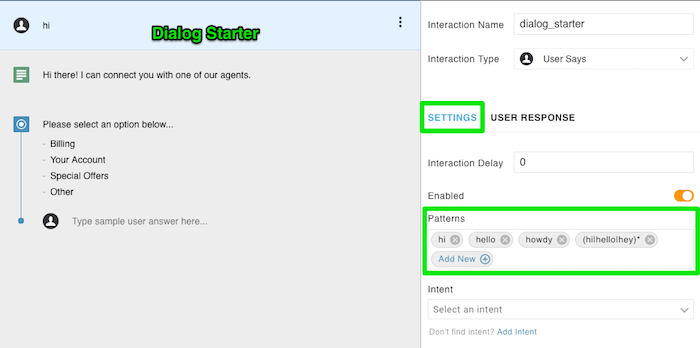 hi
Dialog Starter
Hi there! I can connect you with one of our agents.
Please select an option below...
- Billing
- Your Account
- Special Offers
- Other
Type sample user answer here...
Interaction Name dialog_starter
Interaction Type User Says
SETTINGS USER RESPONSE
Interaction Delay 0
Enabled
Patterns
hi hello howdy (hi|hello|hey)*
Add New
Intent
Select an intent
Don't find intent? Add Intent